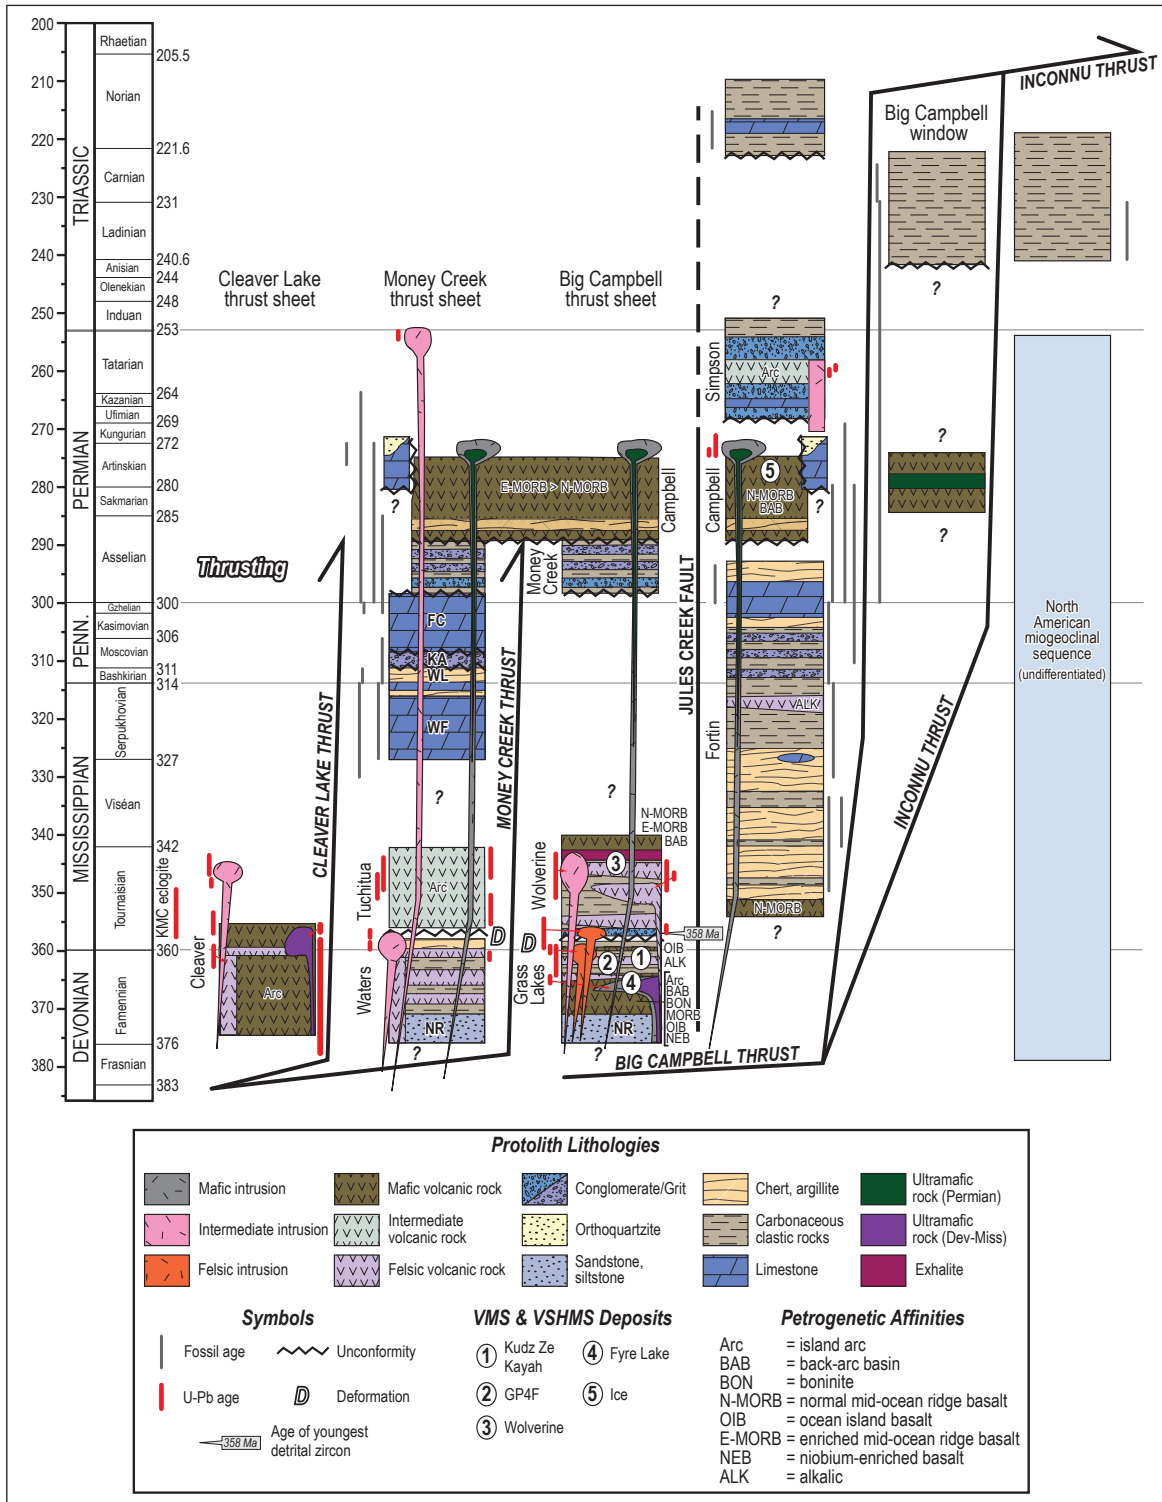 200
210
220
230
240
250
260
270
280
290
300
310
320
330
340
350
360
370
380
TRIASSIC
PERMIAN
PENN.
MISSISSIPPIAN
DEVONIAN
Rhaetian
205.5
Norian
221.6
Carnian
231
Ladinian
240.6
Anisian
244
Olenekian
248
Induan
253
Tatarian
264
Kazanian
Ufimian
269
Kungurian
272
Artinskian
280
Sakmarian
285
Asselian
300
Gzhelian
Kasimovian
306
Moscovian
311
Bashkirian
314
Serpukhovian
327
Viséan
342
Tournaisian
360
Famennian
376
Frasnian
383
KMC eclogite
Cleaver Lake
thrust sheet
Money Creek
thrust sheet
Big Campbell
thrust sheet
Big Campbell
window
INCONNU THRUST
Thrusting
CLEAVER LAKE THRUST
Cleaver
Arc
?
E-MORB > N-MORB
Campbell
FC
KA
WL
WF
?
Tuchitua
Arc
D
Waters
NR
?
MONEY CREEK THRUST
Money
Creek
?
N-MORB
E-MORB
BAB
Wolverine
3
D
358 Ma
OIB
ALK
Grass
Lakes
2
1
4
Arc
BAB
BON
MORB
OIB
NEB
NR
?
BIG CAMPBELL THRUST
JULES CREEK FAULT
?
Simpson
Arc
Campbell
5
N-MORB
BAB
?
Fortin
ALK
N-MORB
?
INCONNU THRUST
?
?
?
North
American
miogeoclinal
sequence
(undifferentiated)
Protolith Lithologies
Mafic intrusion
Mafic volcanic rock
Conglomerate/Grit
Chert, argillite
Ultramafic
rock (Permian)
Intermediate intrusion
Intermediate
volcanic rock
Orthoquartzite
Carbonaceous
clastic rocks
Ultramafic
rock (Dev-Miss)
Felsic intrusion
Felsic volcanic rock
Sandstone,
siltstone
Limestone
Exhalite
Symbols
Fossil age
Unconformity
U-Pb age
D Deformation
358 Ma
Age of youngest
detrital zircon
VMS & VSHMS Deposits
1 Kudz Ze
Kayah
4 Fyre Lake
2 GP4F
5 Ice
3 Wolverine
Petrogenetic Affinities
Arc = island arc
BAB = back-arc basin
BON = boninite
N-MORB = normal mid-ocean ridge basalt
OIB = ocean island basalt
E-MORB = enriched mid-ocean ridge basalt
NEB = niobium-enriched basalt
ALK = alkalic